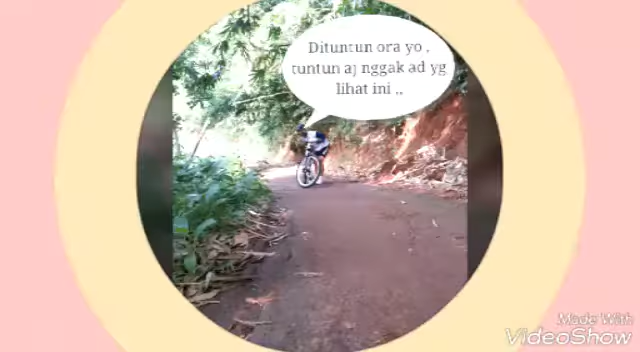 Dituntun ora yo ,
tuntun aj nggak ad yg
lihat ini ,,
Made With
VideoShow